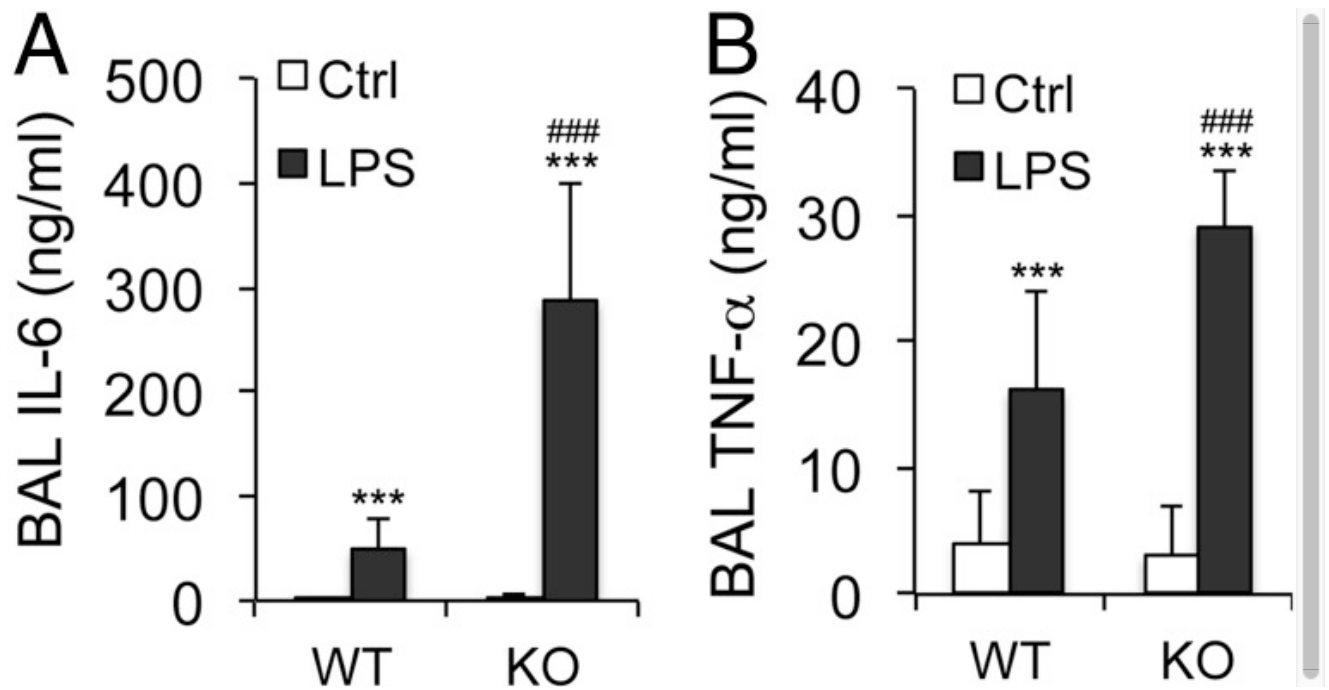 A
BAL IL-6 (ng/ml)
500
400
300
200
100
0
Ctrl
LPS
***
###
***
WT
KO
B
BAL TNF-α (ng/ml)
40
30
20
10
0
Ctrl
LPS
***
###
***
WT
KO